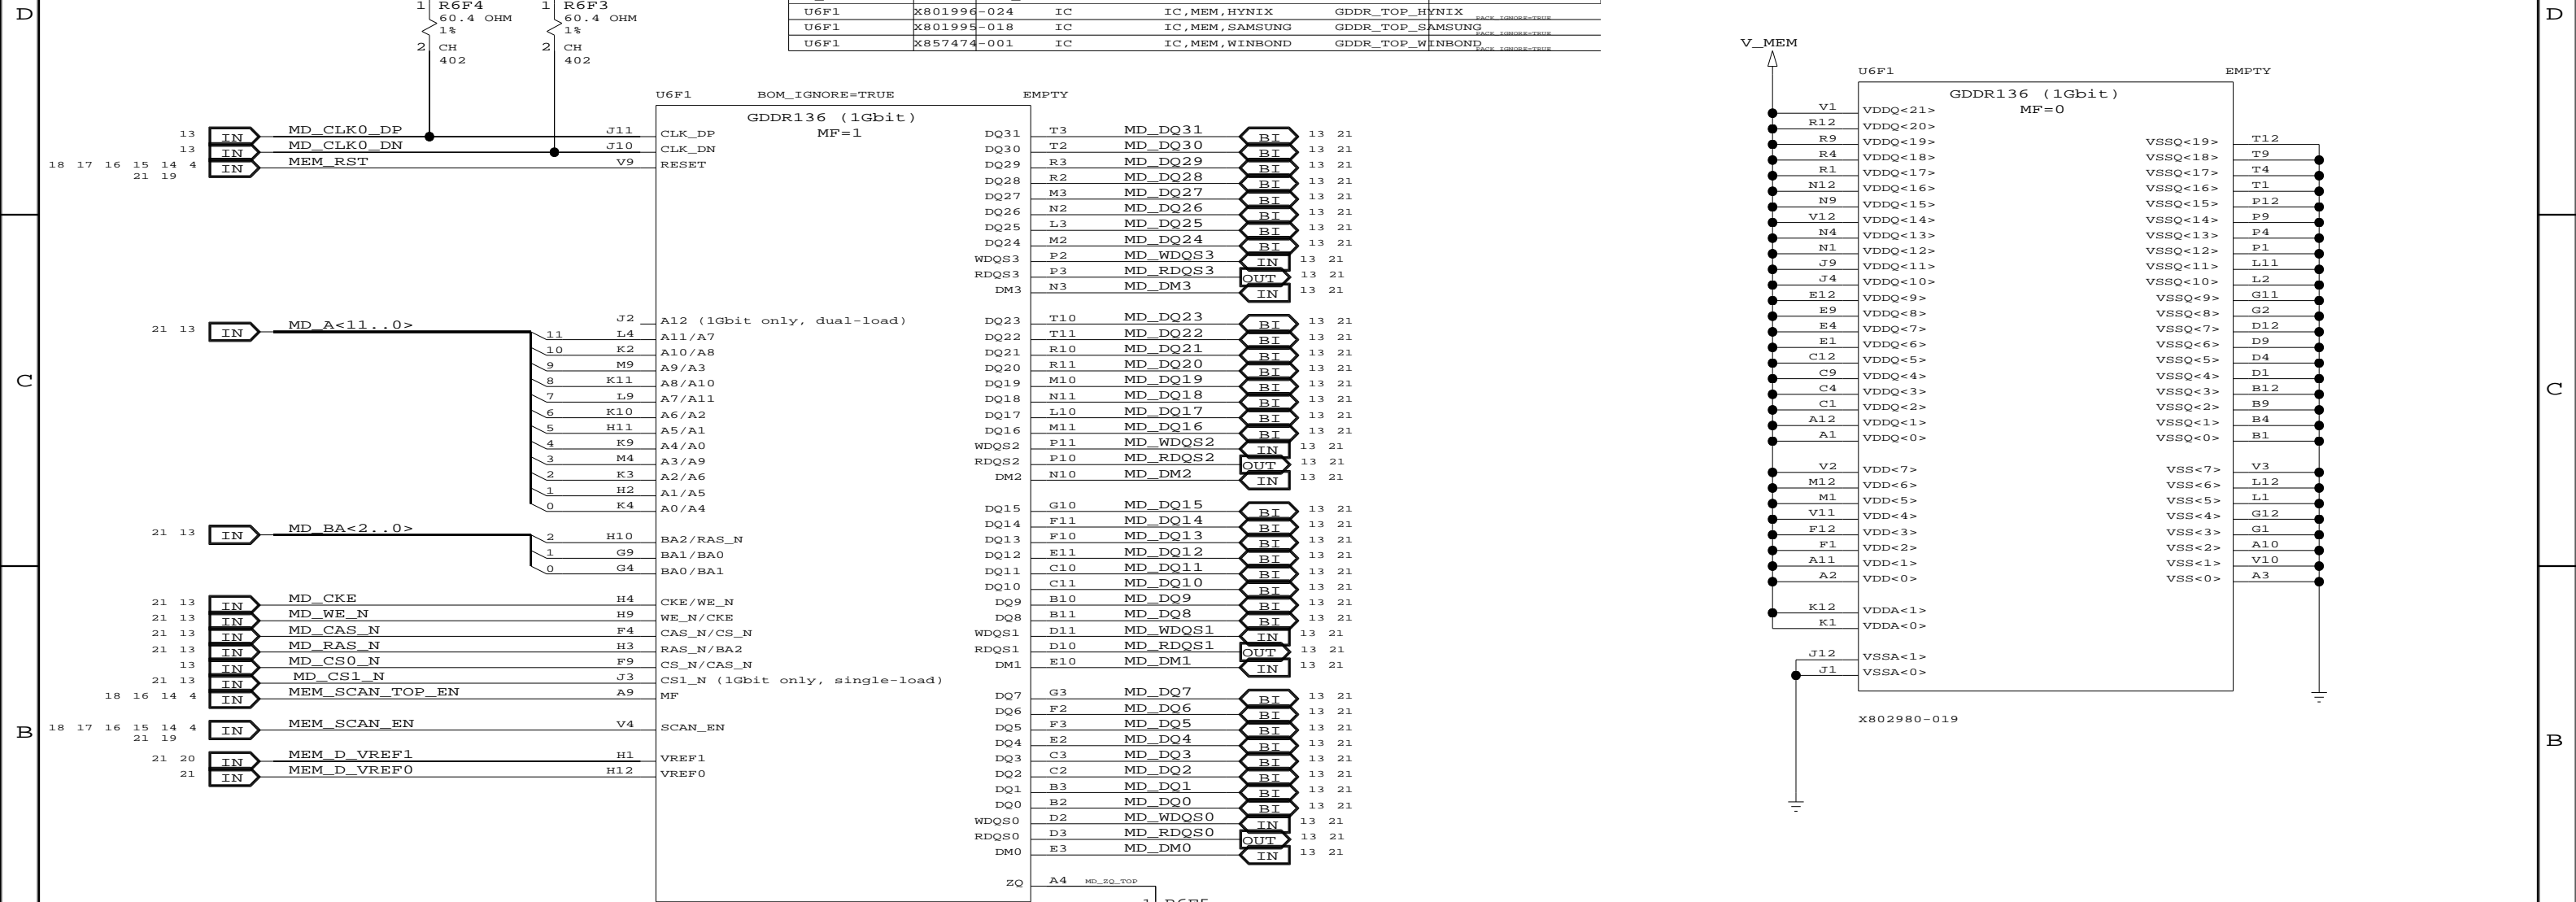 D
1 R6F4
60.4 OHM
1%
2 CH
402
1 R6F3
60.4 OHM
1%
2 CH
402
U6F1 X801996-024 IC IC,MEM,HYNIX GDDR_TOP_HYNIX PACK_IGNORE=TRUE
U6F1 X801995-018 IC IC,MEM,SAMSUNG GDDR_TOP_SAMSUNG PACK_IGNORE=TRUE
U6F1 X857474-001 IC IC,MEM,WINBOND GDDR_TOP_WINBOND PACK_IGNORE=TRUE
D
U6F1 BOM_IGNORE=TRUE EMPTY
GDDR136 (1Gbit)
MF=1
13 IN MD_CLK0_DP J11 CLK_DP
13 IN MD_CLK0_DN J10 CLK_DN
18 17 16 15 14 4 IN MEM_RST V9 RESET
21 19
C
21 13 IN MD_A<11..0>
J2 A12 (1Gbit only, dual-load)
11 L4 A11/A7
10 K2 A10/A8
9 M9 A9/A3
8 K11 A8/A10
7 L9 A7/A11
6 K10 A6/A2
5 H11 A5/A1
4 K9 A4/A0
3 M4 A3/A9
2 K3 A2/A6
1 H2 A1/A5
0 K4 A0/A4
21 13 IN MD_BA<2..0>
2 H10 BA2/RAS_N
1 G9 BA1/BA0
0 G4 BA0/BA1
21 13 IN MD_CKE H4 CKE/WE_N
21 13 IN MD_WE_N H9 WE_N/CKE
21 13 IN MD_CAS_N F4 CAS_N/CS_N
21 13 IN MD_RAS_N H3 RAS_N/BA2
13 IN MD_CS0_N F9 CS_N/CAS_N
21 13 IN MD_CS1_N J3 CS1_N (1Gbit only, single-load)
18 16 14 4 IN MEM_SCAN_TOP_EN A9 MF
B
18 17 16 15 14 4 IN MEM_SCAN_EN V4 SCAN_EN
21 19
21 20 IN MEM_D_VREF1 H1 VREF1
21 IN MEM_D_VREF0 H12 VREF0
DQ31 T3 MD_DQ31 BI 13 21
DQ30 T2 MD_DQ30 BI 13 21
DQ29 R3 MD_DQ29 BI 13 21
DQ28 R2 MD_DQ28 BI 13 21
DQ27 M3 MD_DQ27 BI 13 21
DQ26 N2 MD_DQ26 BI 13 21
DQ25 L3 MD_DQ25 BI 13 21
DQ24 M2 MD_DQ24 BI 13 21
WDQS3 P2 MD_WDQS3 IN 13 21
RDQS3 P3 MD_RDQS3 OUT 13 21
DM3 N3 MD_DM3 IN 13 21
DQ23 T10 MD_DQ23 BI 13 21
DQ22 T11 MD_DQ22 BI 13 21
DQ21 R10 MD_DQ21 BI 13 21
DQ20 R11 MD_DQ20 BI 13 21
DQ19 M10 MD_DQ19 BI 13 21
DQ18 N11 MD_DQ18 BI 13 21
DQ17 L10 MD_DQ17 BI 13 21
DQ16 M11 MD_DQ16 BI 13 21
WDQS2 P11 MD_WDQS2 IN 13 21
RDQS2 P10 MD_RDQS2 OUT 13 21
DM2 N10 MD_DM2 IN 13 21
DQ15 G10 MD_DQ15 BI 13 21
DQ14 F11 MD_DQ14 BI 13 21
DQ13 F10 MD_DQ13 BI 13 21
DQ12 E11 MD_DQ12 BI 13 21
DQ11 C10 MD_DQ11 BI 13 21
DQ10 C11 MD_DQ10 BI 13 21
DQ9 B10 MD_DQ9 BI 13 21
DQ8 B11 MD_DQ8 BI 13 21
WDQS1 D11 MD_WDQS1 IN 13 21
RDQS1 D10 MD_RDQS1 OUT 13 21
DM1 E10 MD_DM1 IN 13 21
DQ7 G3 MD_DQ7 BI 13 21
DQ6 F2 MD_DQ6 BI 13 21
DQ5 F3 MD_DQ5 BI 13 21
DQ4 E2 MD_DQ4 BI 13 21
DQ3 C3 MD_DQ3 BI 13 21
DQ2 C2 MD_DQ2 BI 13 21
DQ1 B3 MD_DQ1 BI 13 21
DQ0 B2 MD_DQ0 BI 13 21
WDQS0 D2 MD_WDQS0 IN 13 21
RDQS0 D3 MD_RDQS0 OUT 13 21
DM0 E3 MD_DM0 IN 13 21
ZQ A4 MD_ZQ_TOP
1 R6F5
V_MEM
U6F1 EMPTY
GDDR136 (1Gbit)
MF=0
V1 VDDQ<21>
R12 VDDQ<20>
R9 VDDQ<19> VSSQ<19> T12
R4 VDDQ<18> VSSQ<18> T9
R1 VDDQ<17> VSSQ<17> T4
N12 VDDQ<16> VSSQ<16> T1
N9 VDDQ<15> VSSQ<15> P12
V12 VDDQ<14> VSSQ<14> P9
N4 VDDQ<13> VSSQ<13> P4
N1 VDDQ<12> VSSQ<12> P1
J9 VDDQ<11> VSSQ<11> L11
J4 VDDQ<10> VSSQ<10> L2
E12 VDDQ<9> VSSQ<9> G11
E9 VDDQ<8> VSSQ<8> G2
E4 VDDQ<7> VSSQ<7> D12
E1 VDDQ<6> VSSQ<6> D9
C12 VDDQ<5> VSSQ<5> D4
C9 VDDQ<4> VSSQ<4> D1
C4 VDDQ<3> VSSQ<3> B12
C1 VDDQ<2> VSSQ<2> B9
A12 VDDQ<1> VSSQ<1> B4
A1 VDDQ<0> VSSQ<0> B1
V2 VDD<7> VSS<7> V3
M12 VDD<6> VSS<6> L12
M1 VDD<5> VSS<5> L1
V11 VDD<4> VSS<4> G12
F12 VDD<3> VSS<3> G1
F1 VDD<2> VSS<2> A10
A11 VDD<1> VSS<1> V10
A2 VDD<0> VSS<0> A3
K12 VDDA<1>
K1 VDDA<0>
J12 VSSA<1>
J1 VSSA<0>
X802980-019
C
B